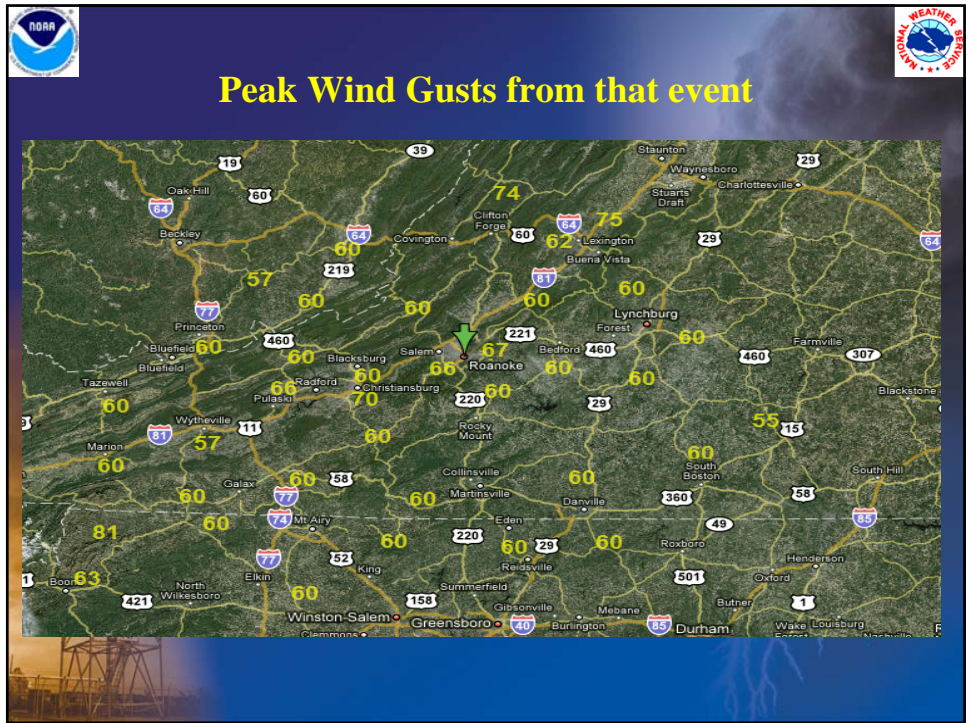 NOAA
NATIONAL WEATHER SERVICE
Peak Wind Gusts from that event
39
Staunton
19
Waynesboro
29
Oak Hill
60
74
Stuarts
Draft
Charlottesville
64
Clifton
Forge
64
75
Beckley
64
Covington
60
62
Lexington
29
64
60
Buena Vista
219
57
81
60
60
60
60
77
Lynchburg
Princeton
Forest
460
221
60
Farmville
Bluefield
60
Salem
67
Bedford
460
460
307
Bluefield
60
Blacksburg
66
Roanoke
60
Tazewell
60
60
66
Radford
Christiansburg
60
Blackstone
60
Pulaski
70
220
29
Wytheville
11
Rocky
Mount
55
15
81
57
60
Marion
60
60
Collinsville
60
South
Boston
South Hill
Galax
60
58
Martinsville
60
77
60
60
Danville
360
58
81
60
74
Mt Airy
Eden
49
85
220
60
60
29
60
Roxboro
77
52
Reidsville
Henderson
63
Elkin
King
501
Oxford
North
Wilkesboro
60
Summerfield
421
158
Gibsonville
Butner
1
Winston-Salem
Greensboro
40
Burlington
Mebane
85
Durham
Wake
Louisburg
Clemmons